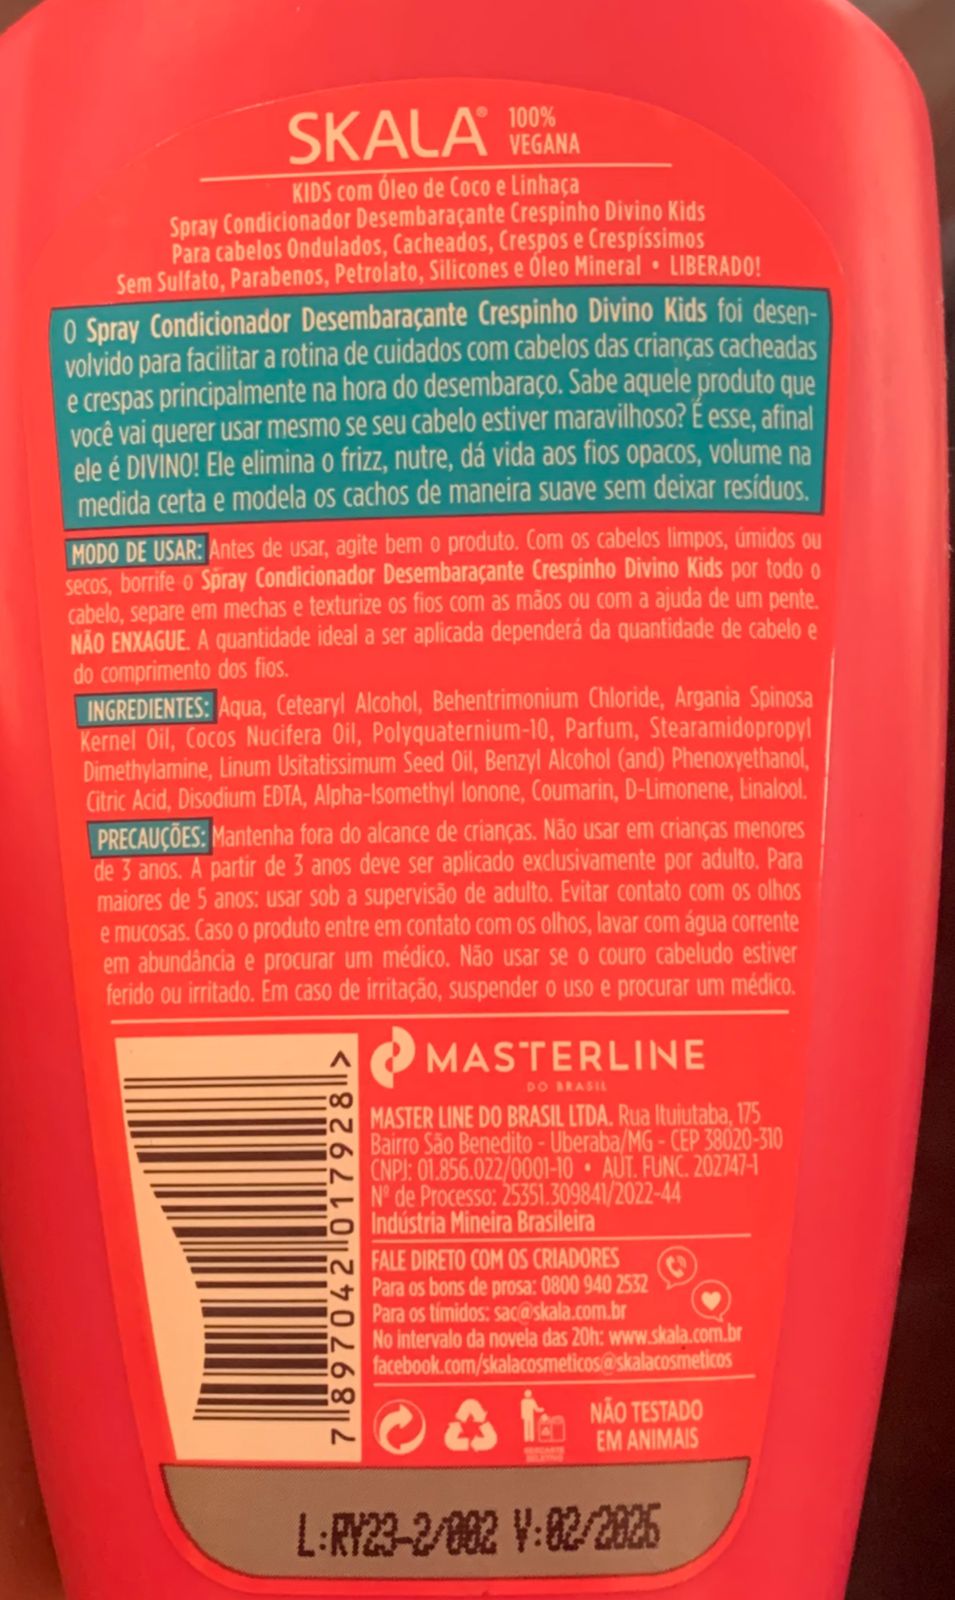 SKALA® 100% VEGANA
KIDS com Óleo de Coco e Linhaça
Spray Condicionador Desembaraçante Crespinho Divino Kids
Para cabelos Ondulados, Cacheados, Crespos e Crespíssimos
Sem Sulfato, Parabenos, Petrolato, Silicones e Óleo Mineral • LIBERADO!
O Spray Condicionador Desembaraçante Crespinho Divino Kids foi desen-
volvido para facilitar a rotina de cuidados com cabelos das crianças cacheadas
e crespas principalmente na hora do desembaraço. Sabe aquele produto que
você vai querer usar mesmo se seu cabelo estiver maravilhoso? É esse, afinal
ele é DIVINO! Ele elimina o frizz, nutre, dá vida aos fios opacos, volume na
medida certa e modela os cachos de maneira suave sem deixar resíduos.
MODO DE USAR: Antes de usar, agite bem o produto. Com os cabelos limpos, úmidos ou
secos, borrife o Spray Condicionador Desembaraçante Crespinho Divino Kids por todo o
cabelo, separe em mechas e texturize os fios com as mãos ou com a ajuda de um pente.
NÃO ENXAGUE. A quantidade ideal a ser aplicada dependerá da quantidade de cabelo e
do comprimento dos fios.
INGREDIENTES: Aqua, Cetearyl Alcohol, Behentrimonium Chloride, Argania Spinosa
Kernel Oil, Cocos Nucifera Oil, Polyquaternium-10, Parfum, Stearamidopropyl
Dimethylamine, Linum Usitatissimum Seed Oil, Benzyl Alcohol (and) Phenoxyethanol,
Citric Acid, Disodium EDTA, Alpha-Isomethyl Ionone, Coumarin, D-Limonene, Linalool.
PRECAUÇÕES: Mantenha fora do alcance de crianças. Não usar em crianças menores
de 3 anos. A partir de 3 anos deve ser aplicado exclusivamente por adulto. Para
maiores de 5 anos: usar sob a supervisão de adulto. Evitar contato com os olhos
e mucosas. Caso o produto entre em contato com os olhos, lavar com água corrente
em abundância e procurar um médico. Não usar se o couro cabeludo estiver
ferido ou irritado. Em caso de irritação, suspender o uso e procurar um médico.
7 897042 017928 >
MASTERLINE
DO BRASIL
MASTER LINE DO BRASIL LTDA. Rua Ituiutaba, 175
Bairro São Benedito - Uberaba/MG - CEP 38020-310
CNPJ: 01.856.022/0001-10 • AUT. FUNC. 202747-1
Nº de Processo: 25351.309841/2022-44
Indústria Mineira Brasileira
FALE DIRETO COM OS CRIADORES
Para os bons de prosa: 0800 940 2532
Para os tímidos: sac@skala.com.br
No intervalo da novela das 20h: www.skala.com.br
facebook.com/skalacosmeticos@skalacosmeticos
NÃO TESTADO
EM ANIMAIS
L:RY23-2/002 V:02/2026